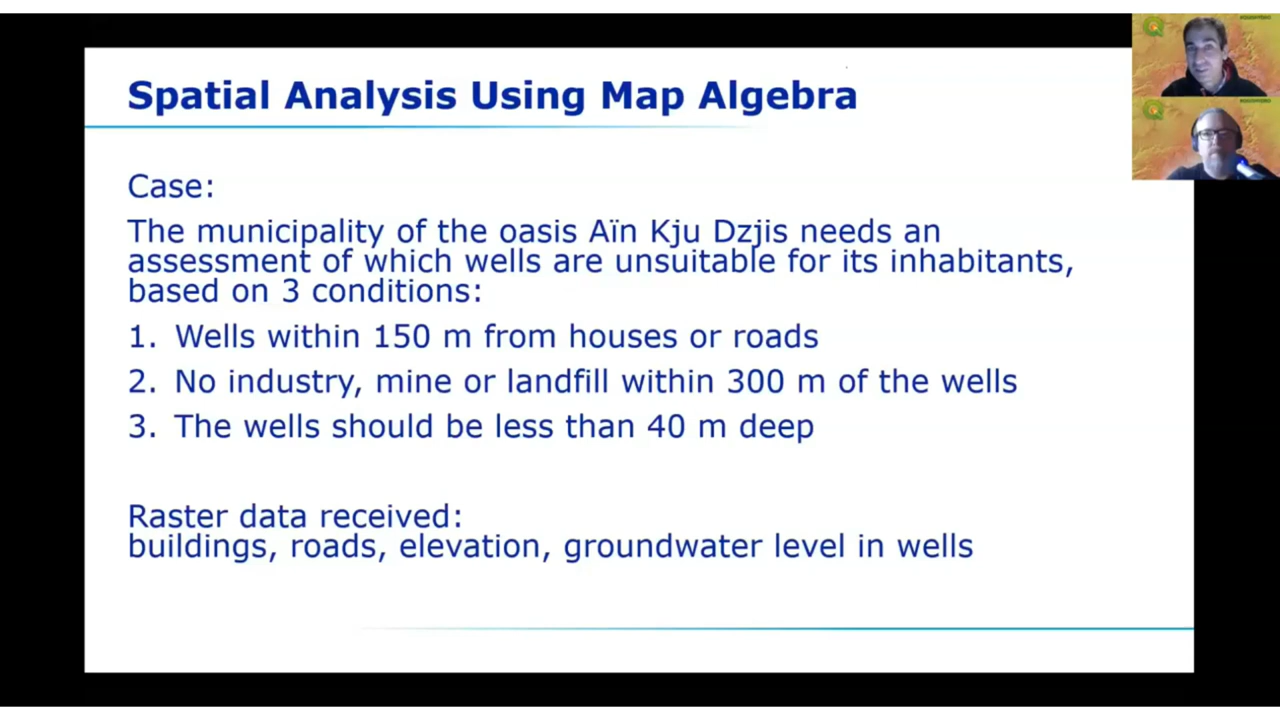 Spatial Analysis Using Map Algebra
Case:
The municipality of the oasis Aïn Kju Dzjis needs an
assessment of which wells are unsuitable for its inhabitants,
based on 3 conditions:
1. Wells within 150 m from houses or roads
2. No industry, mine or landfill within 300 m of the wells
3. The wells should be less than 40 m deep
Raster data received:
buildings, roads, elevation, groundwater level in wells